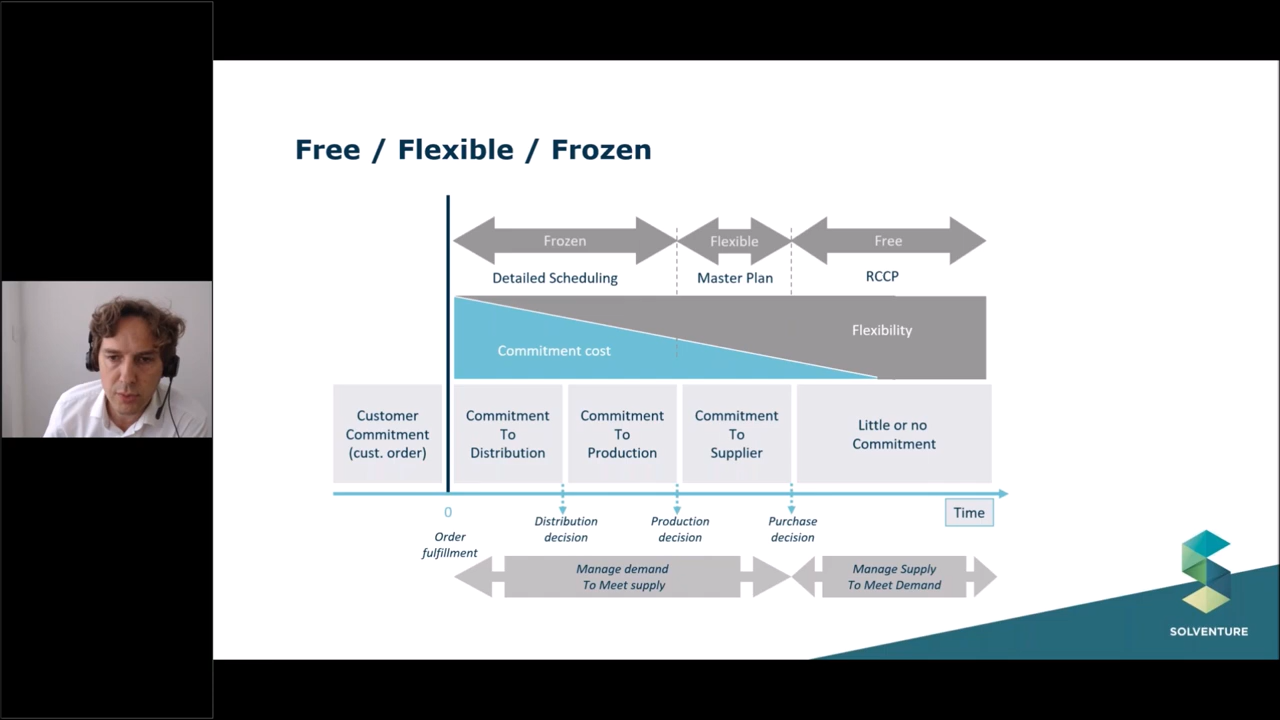 Free / Flexible / Frozen
Frozen
Flexible
Free
Detailed Scheduling
Master Plan
RCCP
Flexibility
Commitment cost
Customer
Commitment
(cust. order)
Commitment
To
Distribution
Commitment
To
Production
Commitment
To
Supplier
Little or no
Commitment
0
Time
Order
fulfillment
Distribution
decision
Production
decision
Purchase
decision
Manage demand
To Meet supply
Manage Supply
To Meet Demand
SOLVENTURE